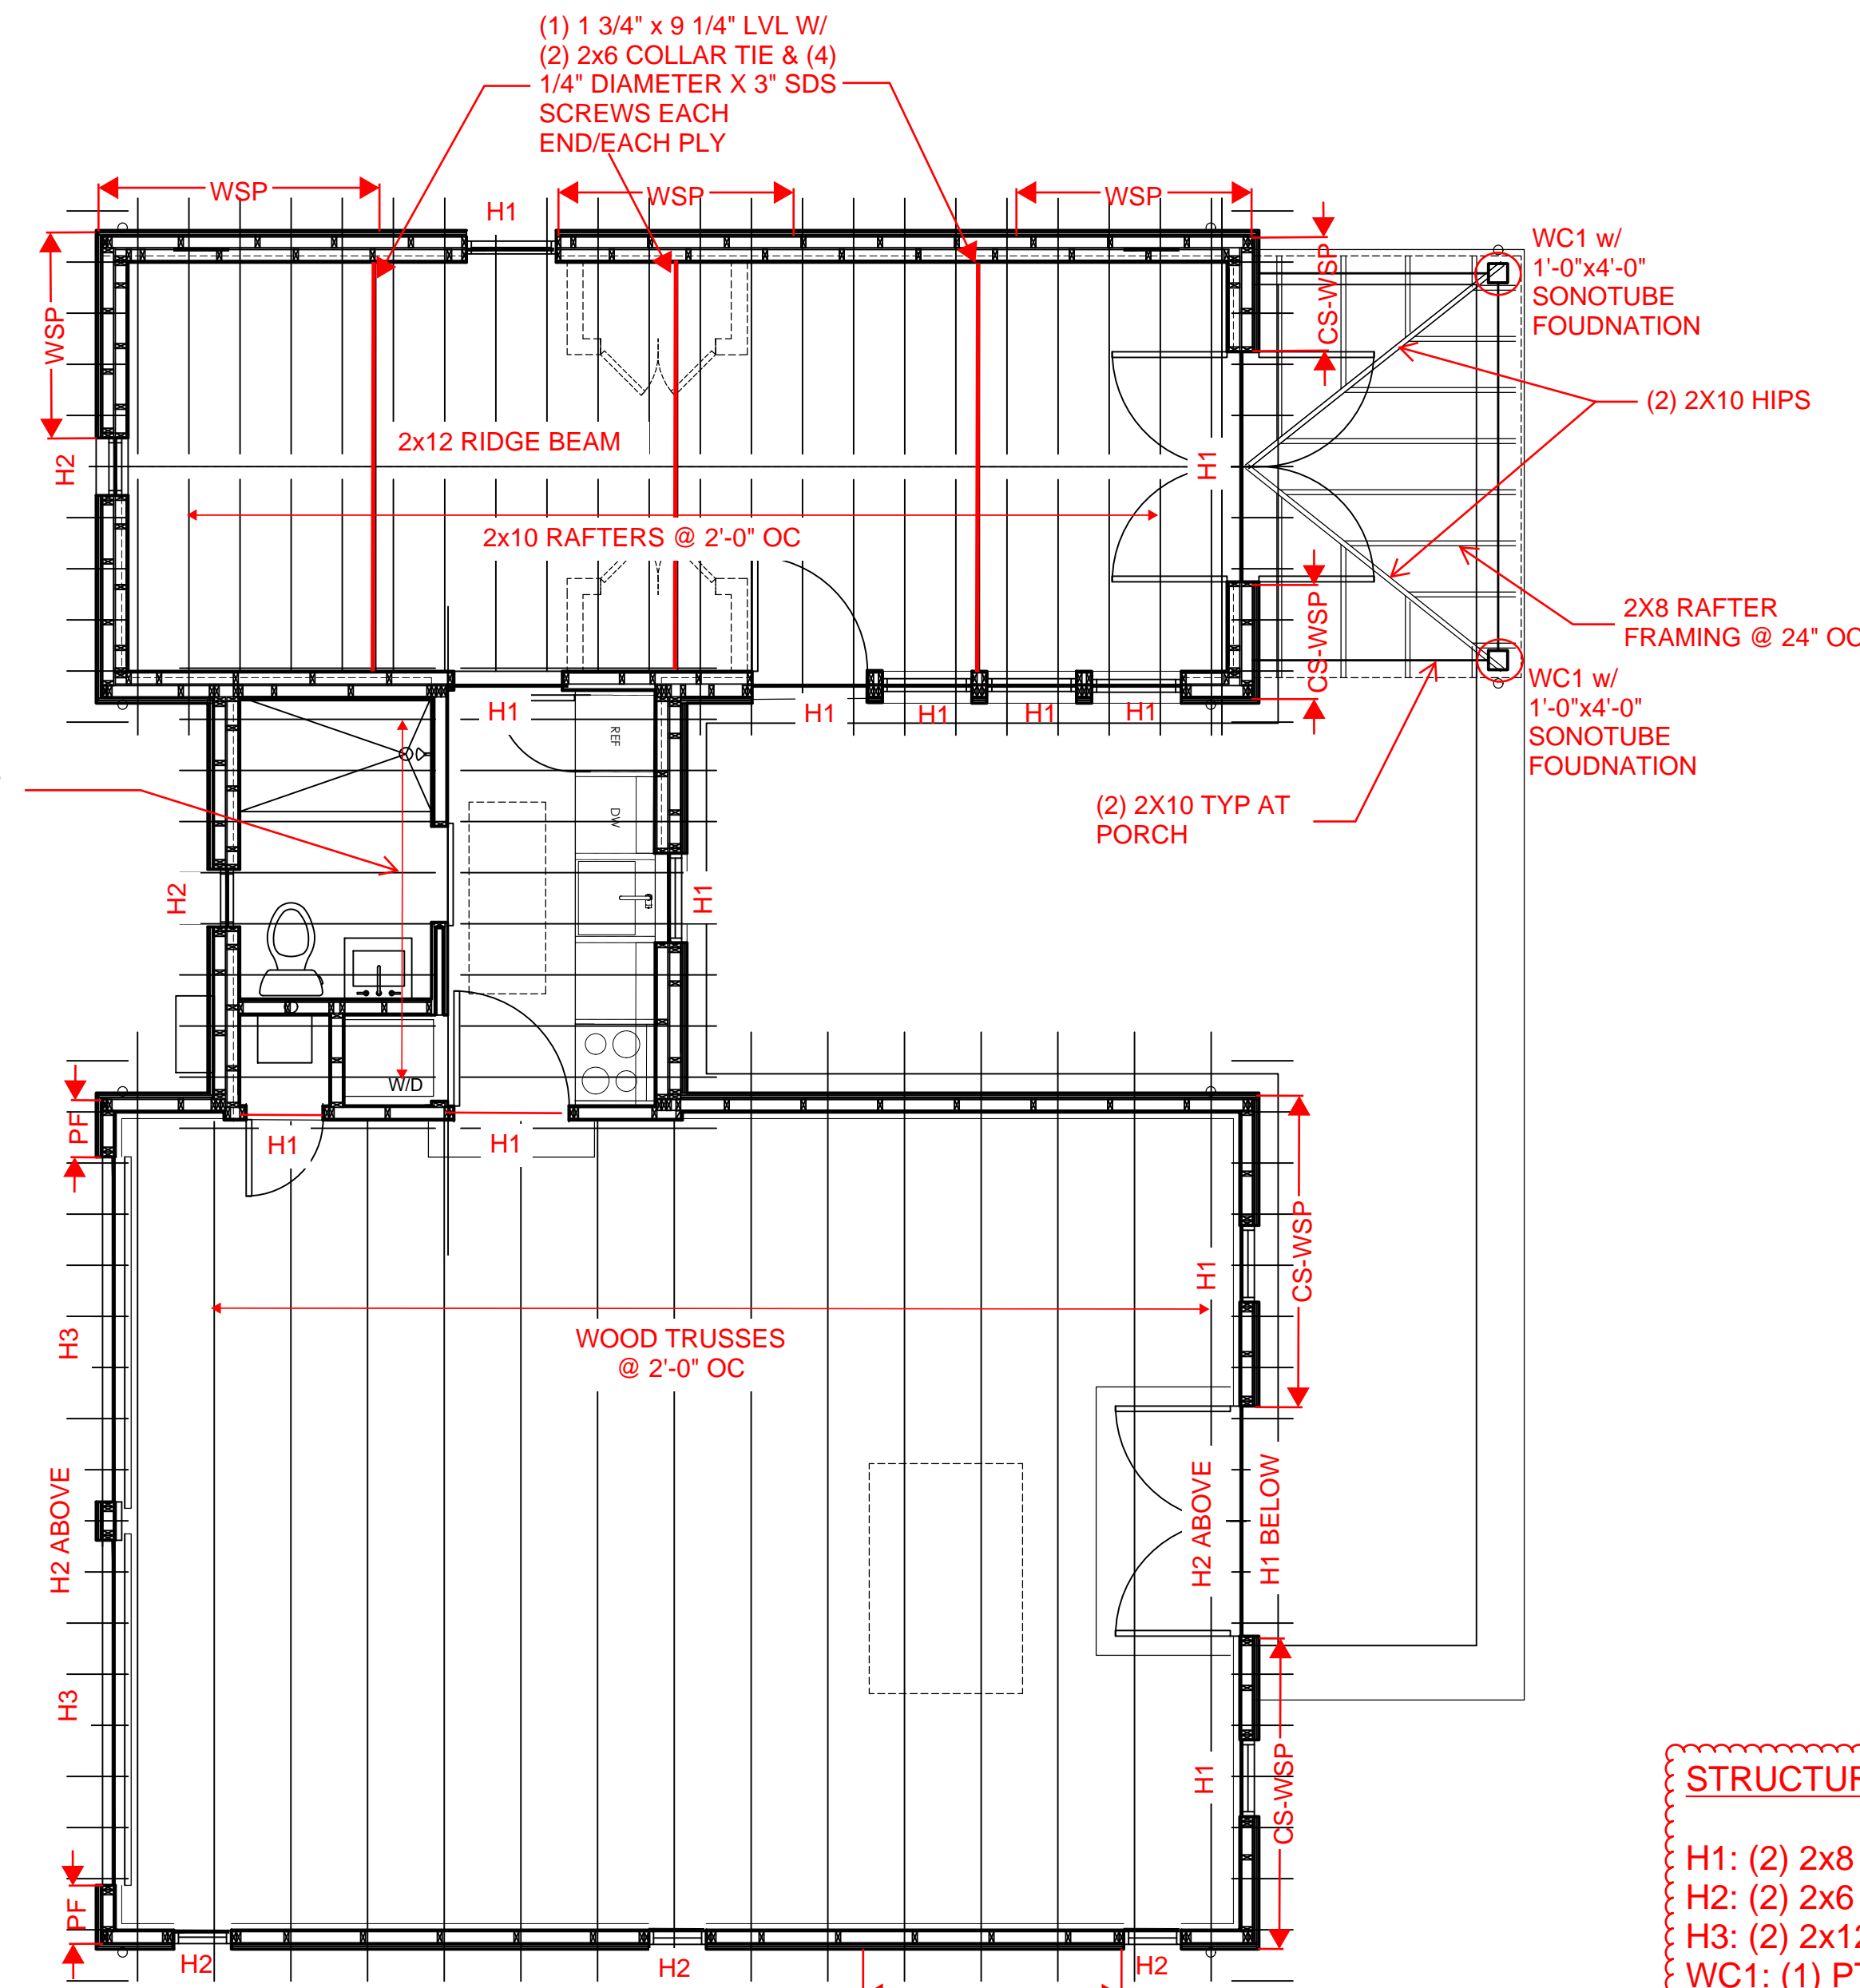 (1) 1 3/4" x 9 1/4" LVL W/
(2) 2x6 COLLAR TIE & (4)
1/4" DIAMETER X 3" SDS
SCREWS EACH
END/EACH PLY
WSP
WSP
WSP
H1
WSP
CS-WSP
WC1 w/
1'-0"x4'-0"
SONOTUBE
FOUDNATION
(2) 2X10 HIPS
2x12 RIDGE BEAM
H2
H1
2x10 RAFTERS @ 2'-0" OC
2X8 RAFTER
FRAMING @ 24" OC
CS-WSP
WC1 w/
1'-0"x4'-0"
SONOTUBE
FOUDNATION
H1
H1
H1
H1
H1
REF
DW
(2) 2X10 TYP AT
PORCH
H2
H1
W/D
PF
H1
H1
CS-WSP
H1
H3
WOOD TRUSSES
@ 2'-0" OC
H2 ABOVE
H2 ABOVE
H1 BELOW
H3
H1
CS-WSP
PF
H2
H2
H2
STRUCTUR
H1: (2) 2x8
H2: (2) 2x6
H3: (2) 2x12
WC1: (1) PT